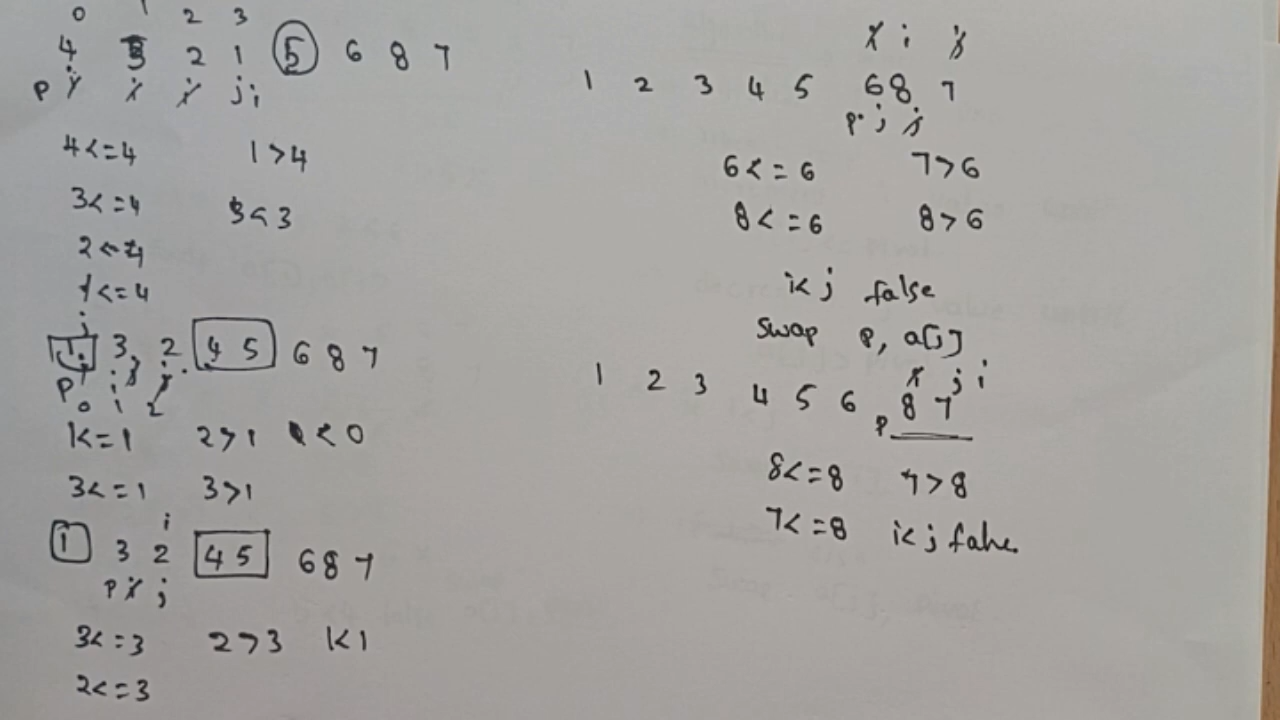 0 1 2 3
4 3 2 1 5 6 8 7
p i i i j i
4<=4 1>4
3<=4 3<3
2<=4
1<=4
j
1 3 2 4 5 6 8 7
p i j
0 1 2
1<=1 2>1 1<0
3<=1 3>1
i
1 3 2 4 5 6 8 7
p i j
3<=3 2>3 1<1
2<=3
i i j
1 2 3 4 5 6 8 7
p j j
6<=6 7>6
8<=6 8>6
i<j false
Swap p, a[j]
i j i
1 2 3 4 5 6 8 7
p
8<=8 7>8
7<=8 i<j false.